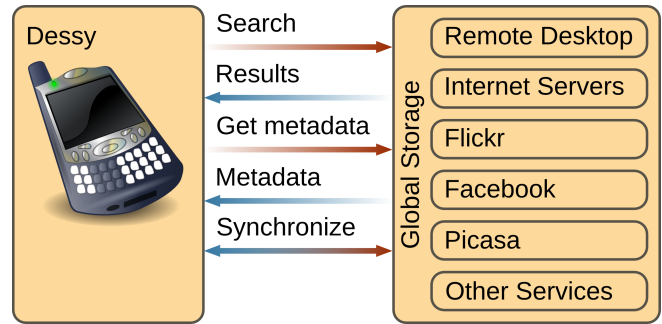 Dessy
Search
Results
Get metadata
Metadata
Synchronize
Global Storage
Remote Desktop
Internet Servers
Flickr
Facebook
Picasa
Other Services